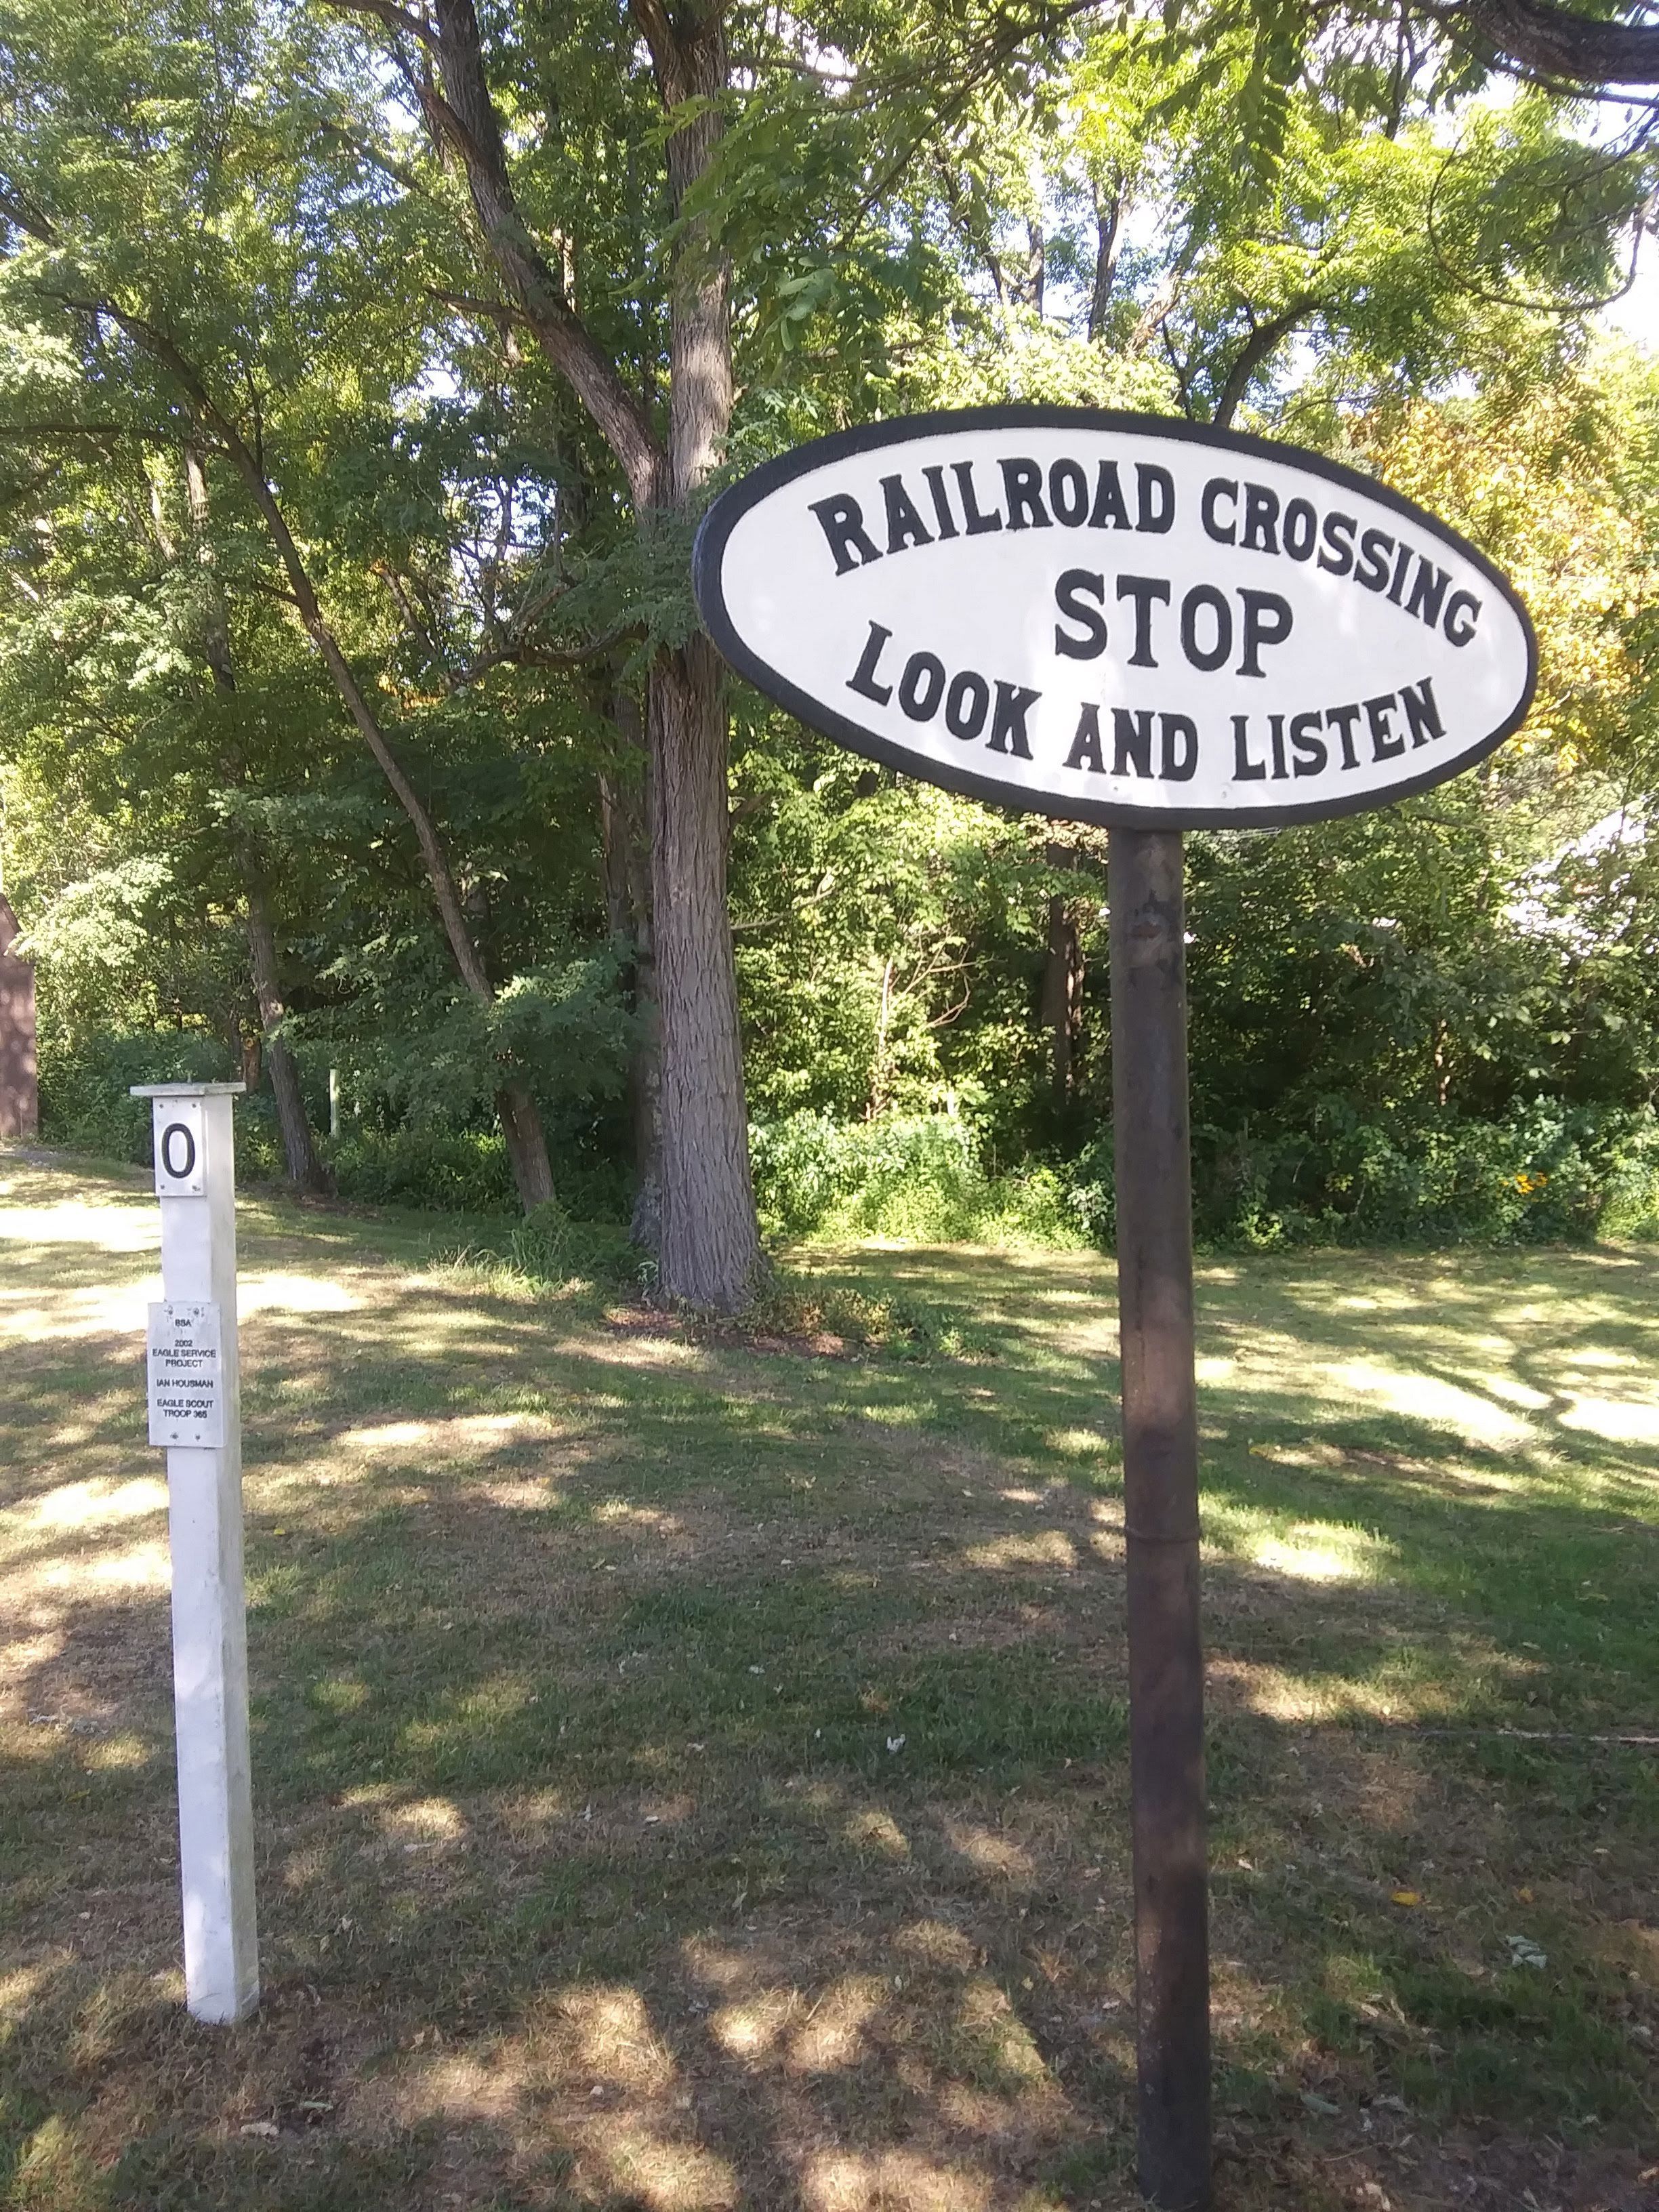 RAILROAD CROSSING
STOP
LOOK AND LISTEN
0
BSA
2002
EAGLE SERVICE
PROJECT
IAN HOUSMAN
EAGLE SCOUT
TROOP 365